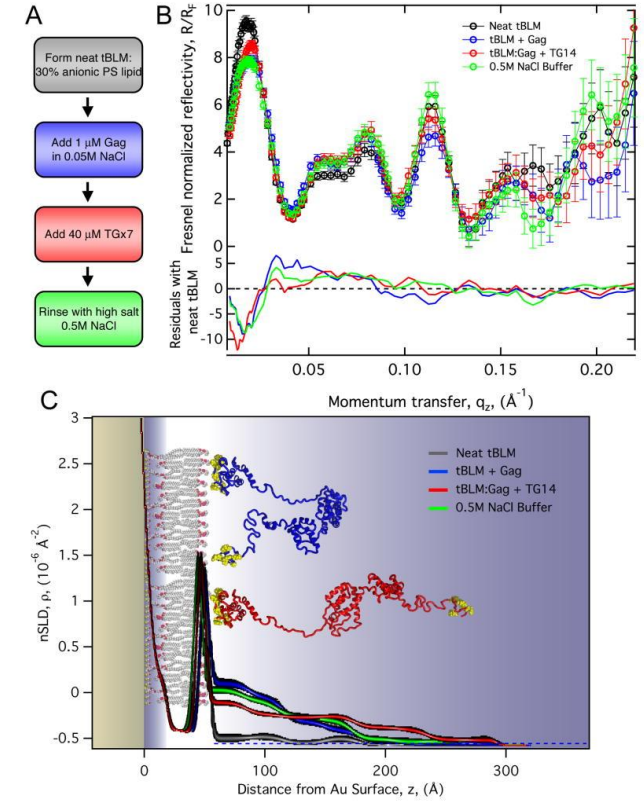 A
Form neat tBLM:
30% anionic PS lipid
Add 1 μM Gag
in 0.05M NaCl
Add 40 μM TGx7
Rinse with high salt
0.5M NaCl
B
Fresnel normalized reflectivity, R/RF
10
8
6
4
2
0
Neat tBLM
tBLM + Gag
tBLM:Gag + TG14
0.5M NaCl Buffer
Residuals with
neat tBLM
5
0
-5
-10
0.05
0.10
0.15
0.20
Momentum transfer, qz, (Å-1)
C
nSLD, ρ, (10-6 Å-2)
3
2.5
2
1.5
1
0.5
0
-0.5
Neat tBLM
tBLM + Gag
tBLM:Gag + TG14
0.5M NaCl Buffer
0
100
200
300
Distance from Au Surface, z, (Å)